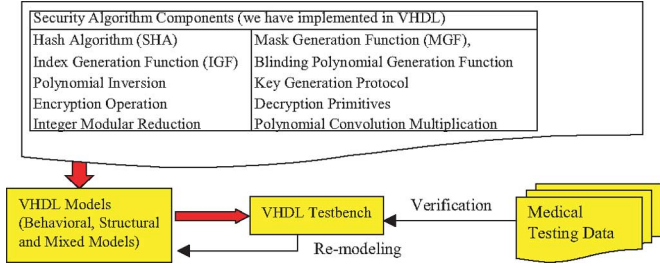 Security Algorithm Components (we have implemented in VHDL)
Hash Algorithm (SHA)
Mask Generation Function (MGF),
Index Generation Function (IGF)
Blinding Polynomial Generation Function
Polynomial Inversion
Key Generation Protocol
Encryption Operation
Decryption Primitives
Integer Modular Reduction
Polynomial Convolution Multiplication
VHDL Models
(Behavioral, Structural
and Mixed Models)
VHDL Testbench
Verification
Medical
Testing Data
Re-modeling